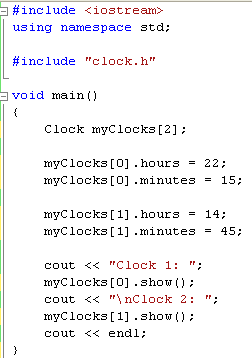 #include <iostream>
using namespace std;
#include "clock.h"
void main()
{
Clock myClocks[2];
myClocks[0].hours = 22;
myClocks[0].minutes = 15;
myClocks[1].hours = 14;
myClocks[1].minutes = 45;
cout << "Clock 1: ";
myClocks[0].show();
cout << "\nClock 2: ";
myClocks[1].show();
cout << endl;
}